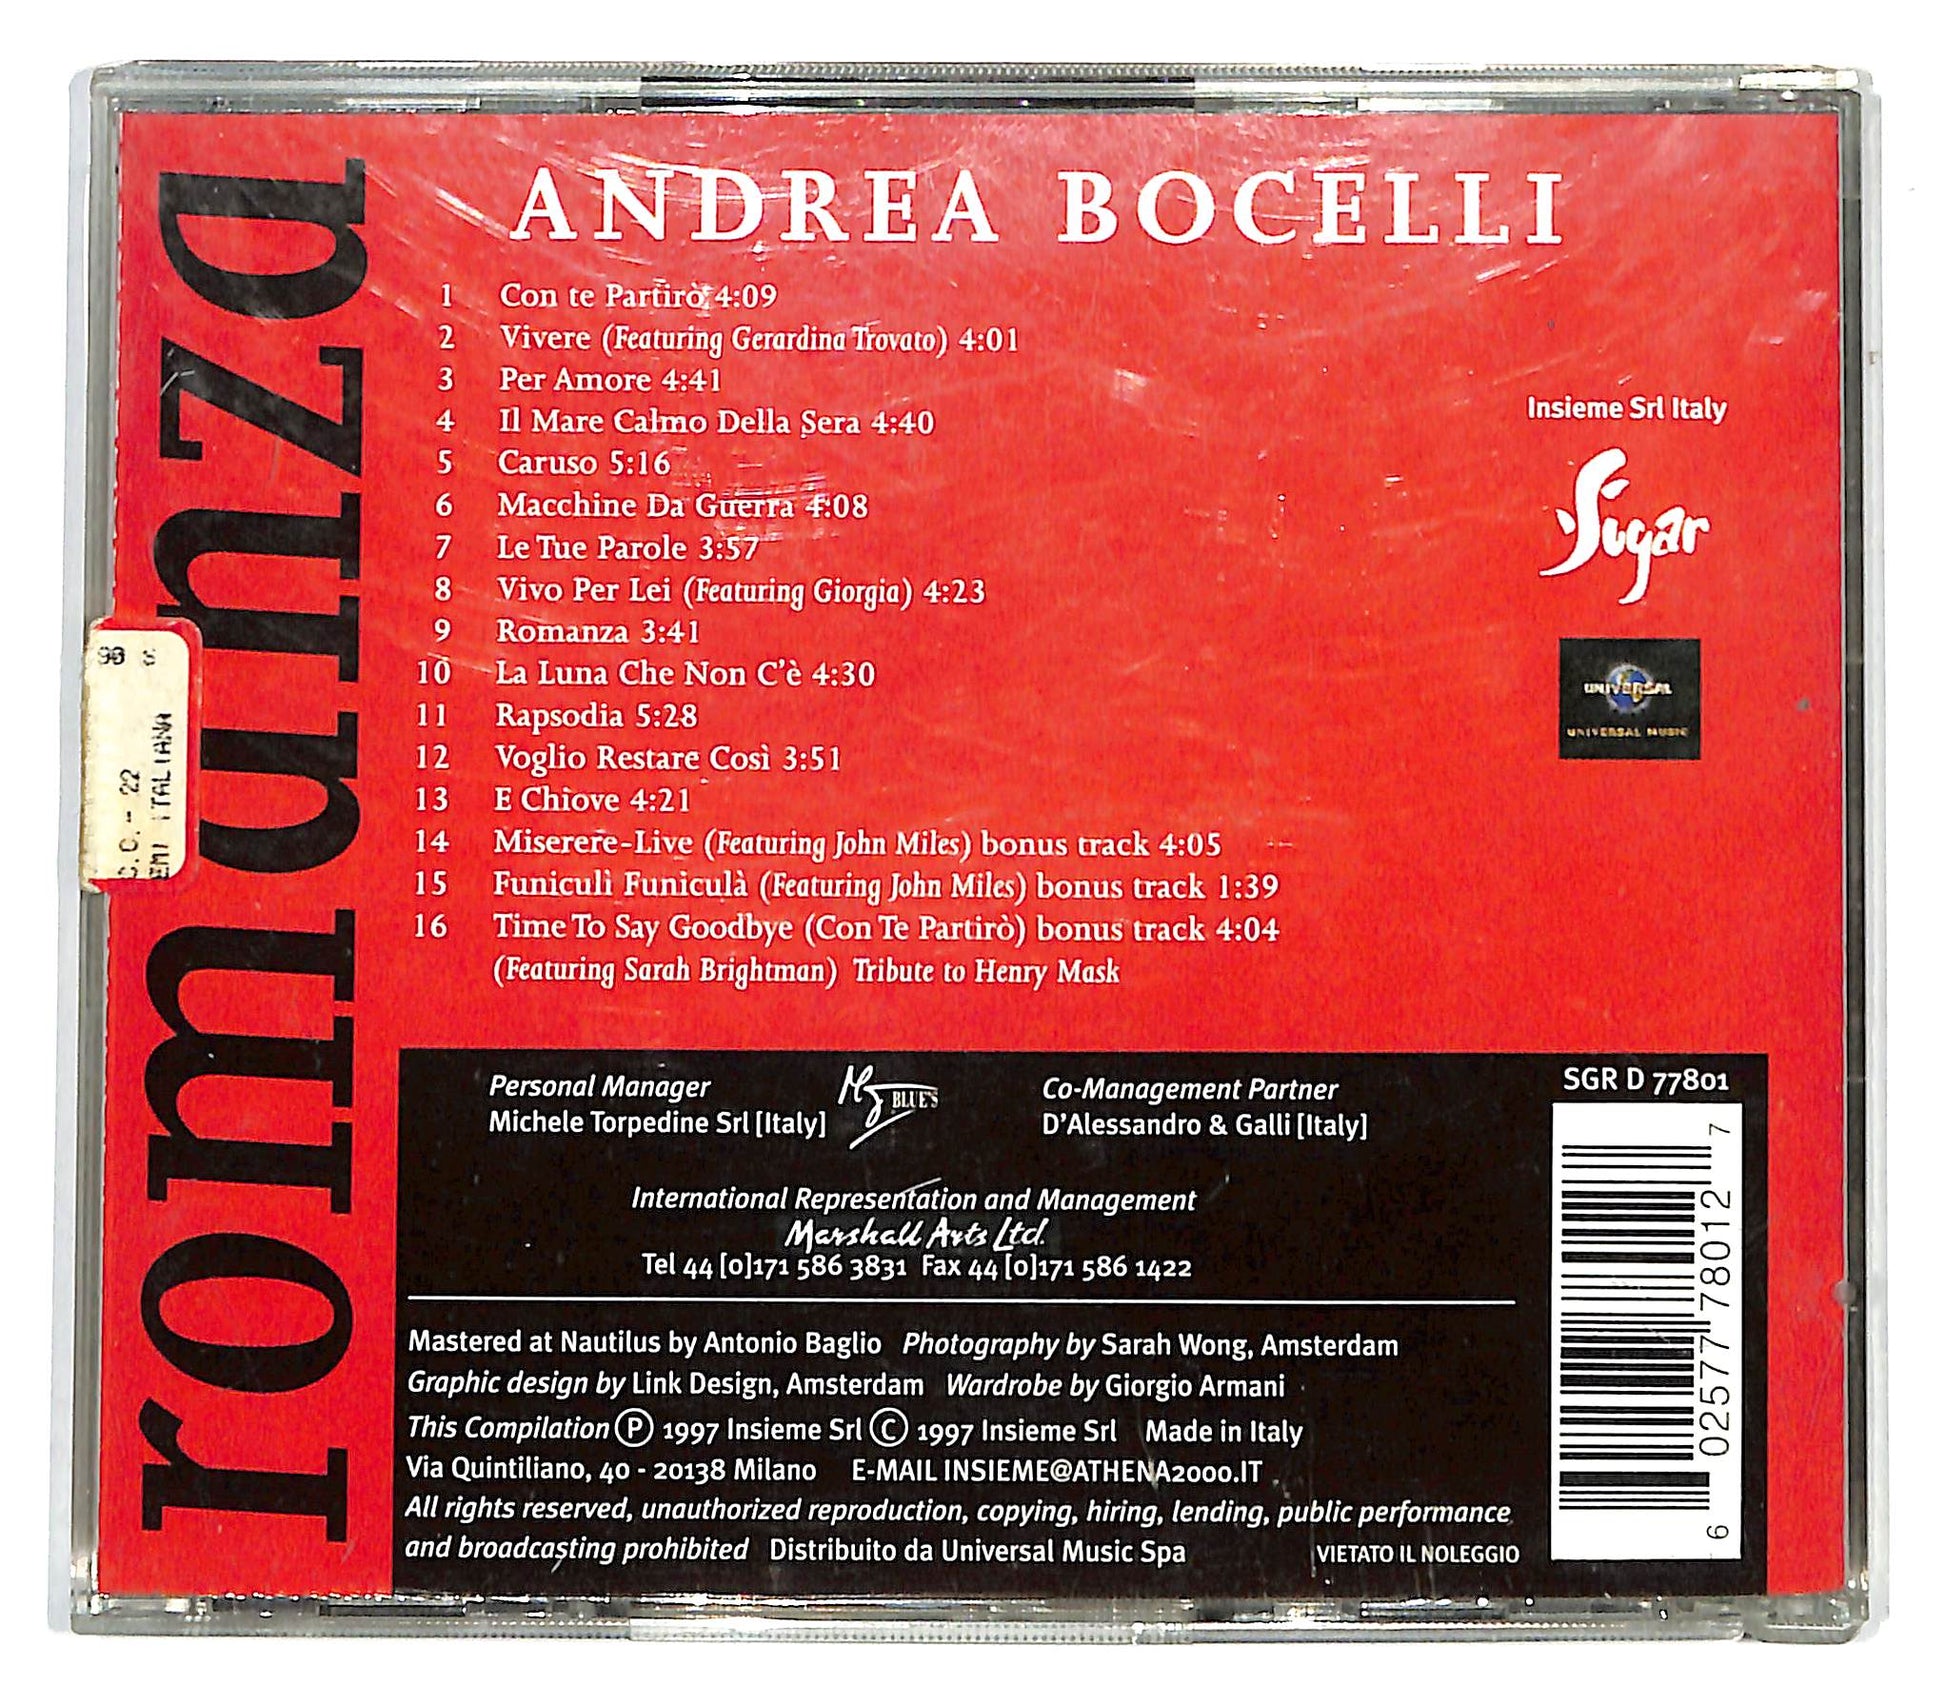 romanza
ANDREA BOCELLI
1 Con te Partirò 4:09
2 Vivere (Featuring Gerardina Trovato) 4:01
3 Per Amore 4:41
4 Il Mare Calmo Della Sera 4:40
5 Caruso 5:16
6 Macchine Da Guerra 4:08
7 Le Tue Parole 3:57
8 Vivo Per Lei (Featuring Giorgia) 4:23
9 Romanza 3:41
10 La Luna Che Non C'è 4:30
11 Rapsodia 5:28
12 Voglio Restare Così 3:51
13 E Chiove 4:21
14 Miserere-Live (Featuring John Miles) bonus track 4:05
15 Funiculì Funiculà (Featuring John Miles) bonus track 1:39
16 Time To Say Goodbye (Con Te Partirò) bonus track 4:04
(Featuring Sarah Brightman) Tribute to Henry Mask
Insieme Srl Italy
Sugar
UNIVERSAL
UNIVERSAL MUSIC
90
C.C.- 22
EMI ITALIANA
Personal Manager
Michele Torpedine Srl [Italy]
BLUE'S
Co-Management Partner
D'Alessandro & Galli [Italy]
International Representation and Management
Marshall Arts Ltd.
Tel 44 [0]171 586 3831 Fax 44 [0]171 586 1422
SGR D 77801
6 02577 78012 7
Mastered at Nautilus by Antonio Baglio Photography by Sarah Wong, Amsterdam
Graphic design by Link Design, Amsterdam Wardrobe by Giorgio Armani
This Compilation Ⓟ 1997 Insieme Srl © 1997 Insieme Srl Made in Italy
Via Quintiliano, 40 - 20138 Milano E-MAIL INSIEME@ATHENA2000.IT
All rights reserved, unauthorized reproduction, copying, hiring, lending, public performance
and broadcasting prohibited Distribuito da Universal Music Spa
VIETATO IL NOLEGGIO